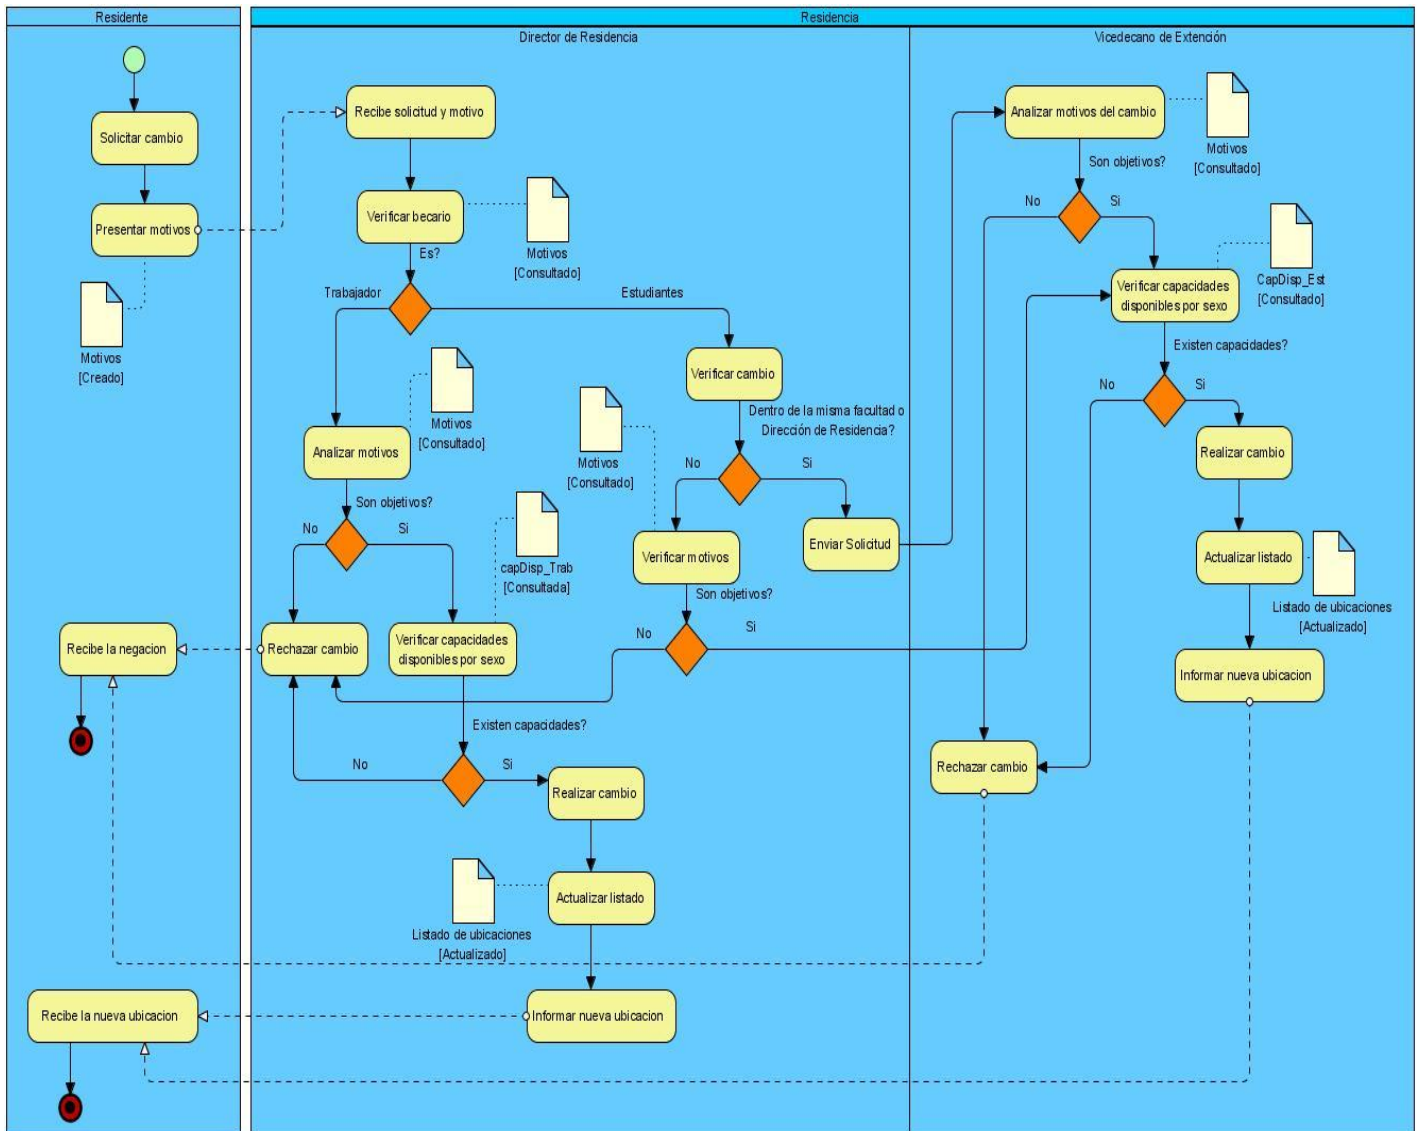 Residente
Residencia
Director de Residencia
Vicedecano de Extención
Solicitar cambio
Presentar motivos
Motivos
[Creado]
Recibe la negacion
Recibe la nueva ubicacion
Recibe solicitud y motivo
Verificar becario
Motivos
[Consultado]
Es?
Trabajador
Estudiantes
Verificar cambio
Dentro de la misma facultad o
Dirección de Residencia?
No
Si
Motivos
[Consultado]
Analizar motivos
Motivos
[Consultado]
Son objetivos?
No
Si
capDisp_Trab
[Consultada]
Verificar motivos
Enviar Solicitud
Son objetivos?
No
Si
Rechazar cambio
Verificar capacidades
disponibles por sexo
Existen capacidades?
No
Si
Realizar cambio
Actualizar listado
Listado de ubicaciones
[Actualizado]
Informar nueva ubicacion
Analizar motivos del cambio
Motivos
[Consultado]
Son objetivos?
No
Si
Verificar capacidades
disponibles por sexo
CapDisp_Est
[Consultado]
Existen capacidades?
No
Si
Realizar cambio
Actualizar listado
Listado de ubicaciones
[Actualizado]
Informar nueva ubicacion
Rechazar cambio